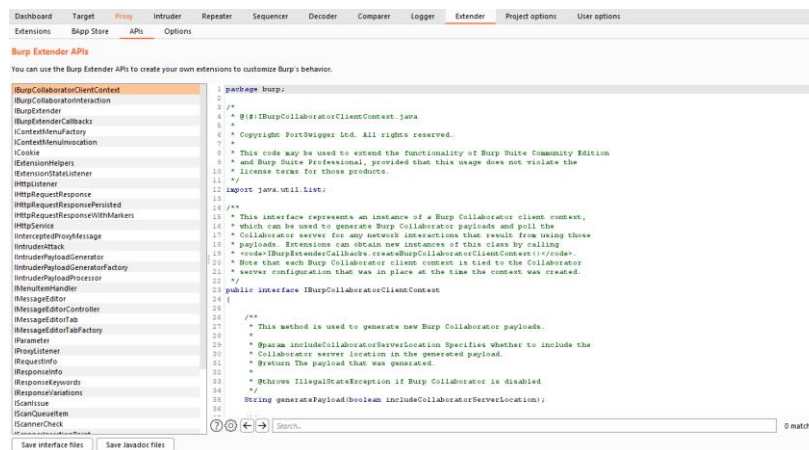 Dashboard Target Proxy Intruder Repeater Sequencer Decoder Comparer Logger Extender Project options User options
Extensions BApp Store APIs Options
Burp Extender APIs
You can use the Burp Extender APIs to create your own extensions to customize Burp's behavior.
IBurpCollaboratorClientContext
IBurpCollaboratorInteraction
IBurpExtender
IBurpExtenderCallbacks
IContextMenuFactory
IContextMenuInvocation
ICookie
IExtensionHelpers
IExtensionStateListener
IHttpListener
IHttpRequestResponse
IHttpRequestResponsePersisted
IHttpRequestResponseWithMarkers
IHttpService
IInterceptedProxyMessage
IIntruderAttack
IIntruderPayloadGenerator
IIntruderPayloadGeneratorFactory
IIntruderPayloadProcessor
IMenuItemHandler
IMessageEditor
IMessageEditorController
IMessageEditorTab
IMessageEditorTabFactory
IParameter
IProxyListener
IRequestInfo
IResponseInfo
IResponseKeywords
IResponseVariations
IScanIssue
IScanQueueItem
IScannerCheck
IScannerInsertionPoint
1 package burp;
2
3 /*
4 * @(#)IBurpCollaboratorClientContext.java
5 *
6 * Copyright PortSwigger Ltd. All rights reserved.
7 *
8 * This code may be used to extend the functionality of Burp Suite Community Edition
9 * and Burp Suite Professional, provided that this usage does not violate the
10 * license terms for those products.
11 */
12 import java.util.List;
13
14 /**
15 * This interface represents an instance of a Burp Collaborator client context,
16 * which can be used to generate Burp Collaborator payloads and poll the
17 * Collaborator server for any network interactions that result from using those
18 * payloads. Extensions can obtain new instances of this class by calling
19 * <code>IBurpExtenderCallbacks.createBurpCollaboratorClientContext()</code>.
20 * Note that each Burp Collaborator client context is tied to the Collaborator
21 * server configuration that was in place at the time the context was created.
22 */
23 public interface IBurpCollaboratorClientContext
24 {
25
26 /**
27 * This method is used to generate new Burp Collaborator payloads.
28 *
29 * @param includeCollaboratorServerLocation Specifies whether to include the
30 * Collaborator server location in the generated payload.
31 * @return The payload that was generated.
32 *
33 * @throws IllegalStateException if Burp Collaborator is disabled
34 */
35 String generatePayload(boolean includeCollaboratorServerLocation);
36
Search...
0 match
Save interface files Save Javadoc files